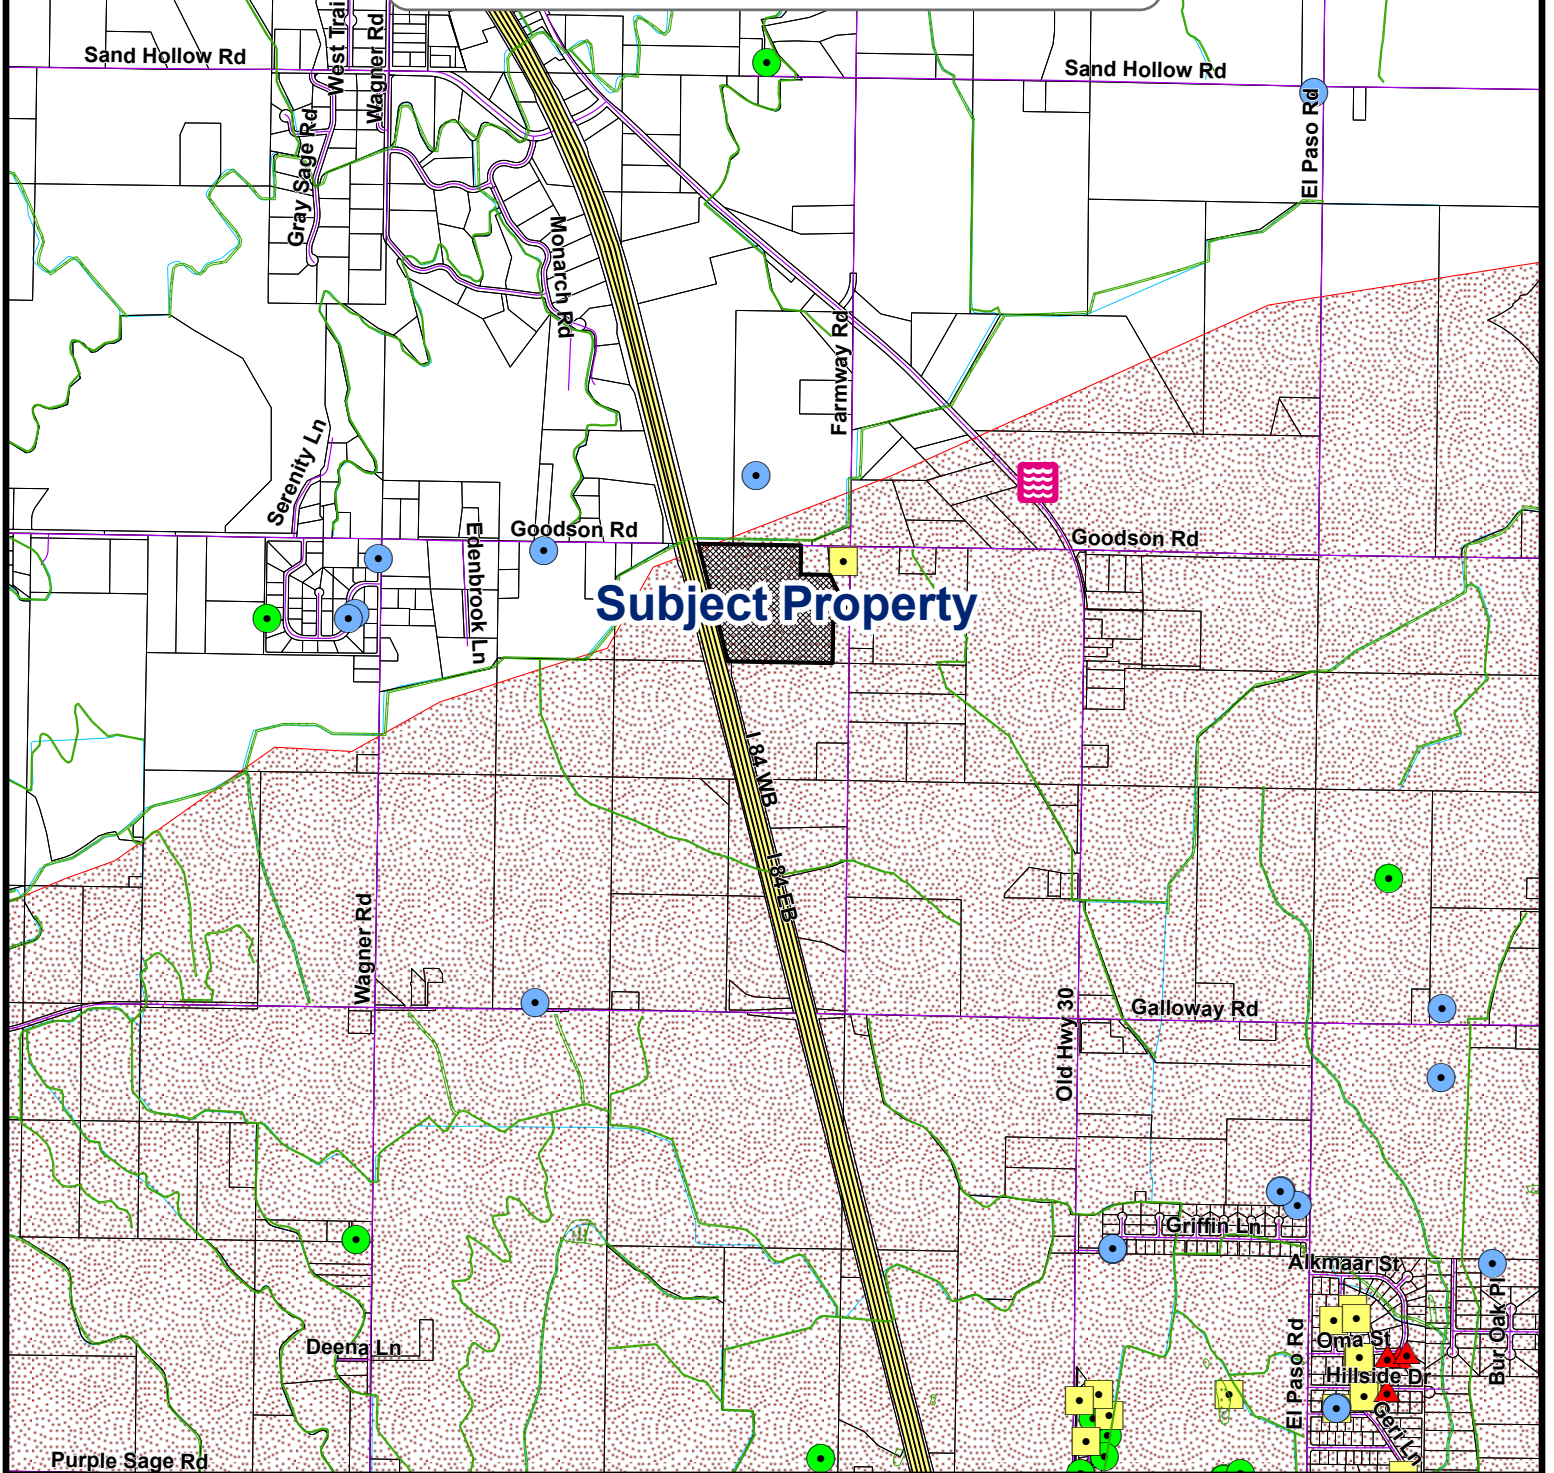 Sand Hollow Rd
West Trai
Wagner Rd
Sand Hollow Rd
El Paso Rd
Gray Sage Rd
Monarch Rd
Farmway Rd
Serenity Ln
Edenbrook Ln
Goodson Rd
Goodson Rd
Subject Property
I-84 WB
I-84 EB
Wagner Rd
Old Hwy 30
Galloway Rd
Griffin Ln
Alkmaar St
Oma St
Bur Oak Pl
Hillside Dr
El Paso Rd
Geri Ln
Deena Ln
Purple Sage Rd